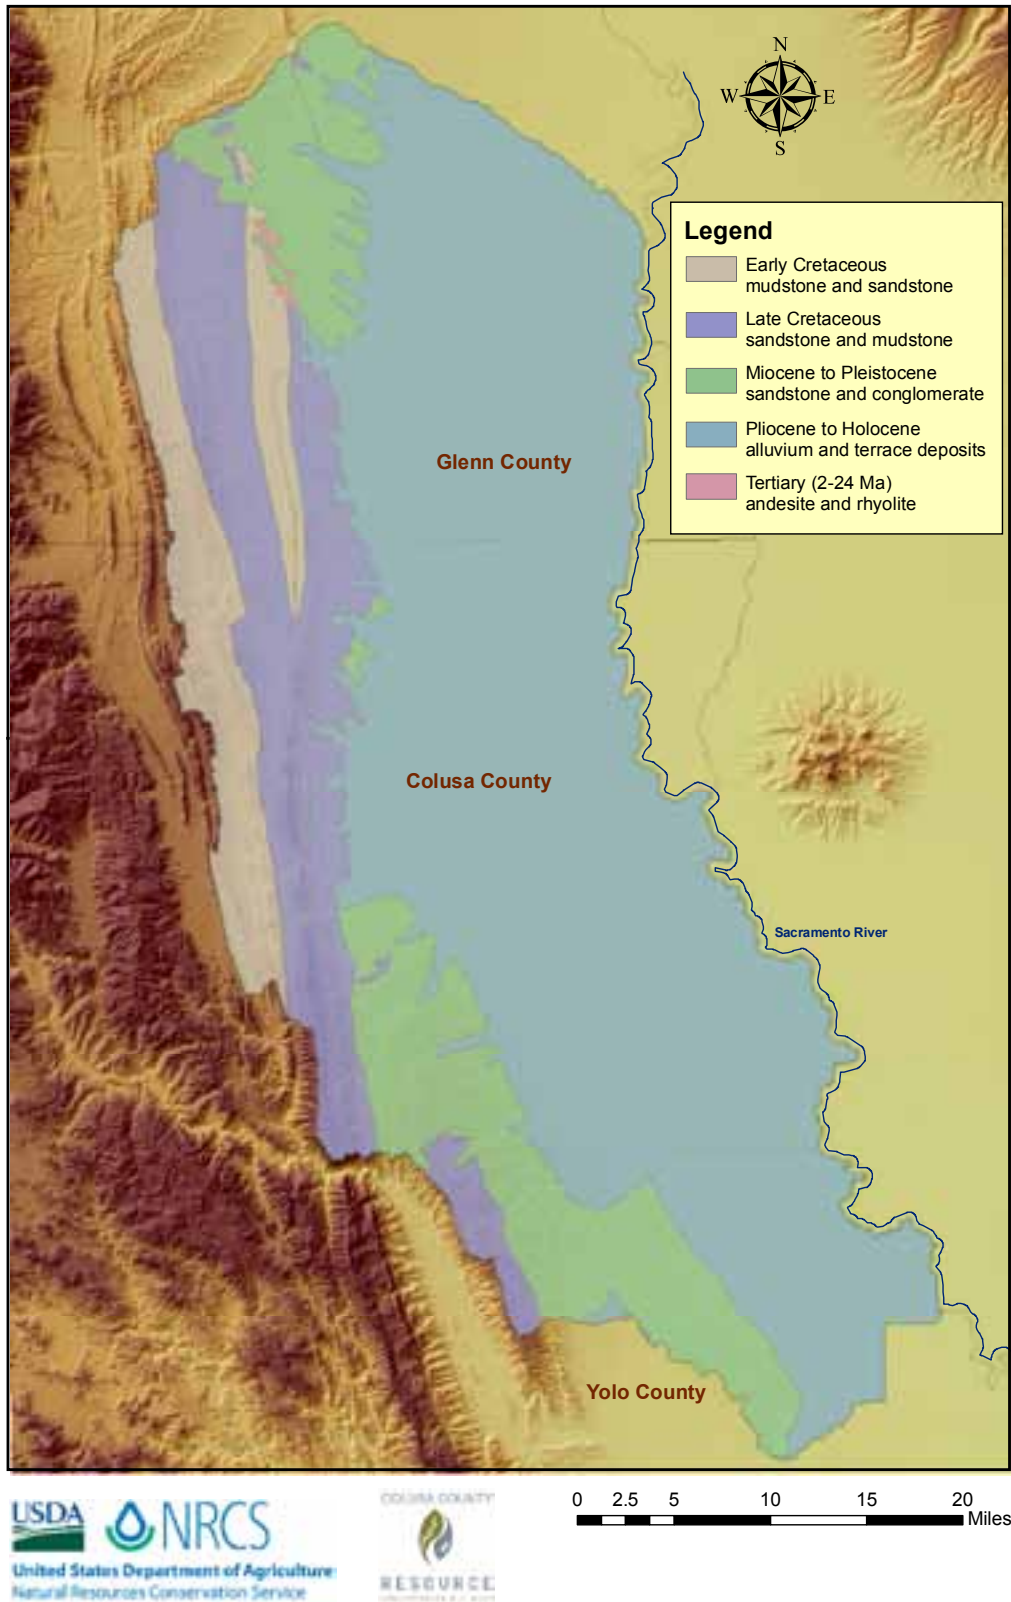 N
W E
S
Legend
Early Cretaceous
mudstone and sandstone
Late Cretaceous
sandstone and mudstone
Miocene to Pleistocene
sandstone and conglomerate
Pliocene to Holocene
alluvium and terrace deposits
Tertiary (2-24 Ma)
andesite and rhyolite
Glenn County
Colusa County
Sacramento River
Yolo County
USDA NRCS
United States Department of Agriculture
Natural Resources Conservation Service
COLUSA COUNTY
RESOURCE
0 2.5 5 10 15 20
Miles